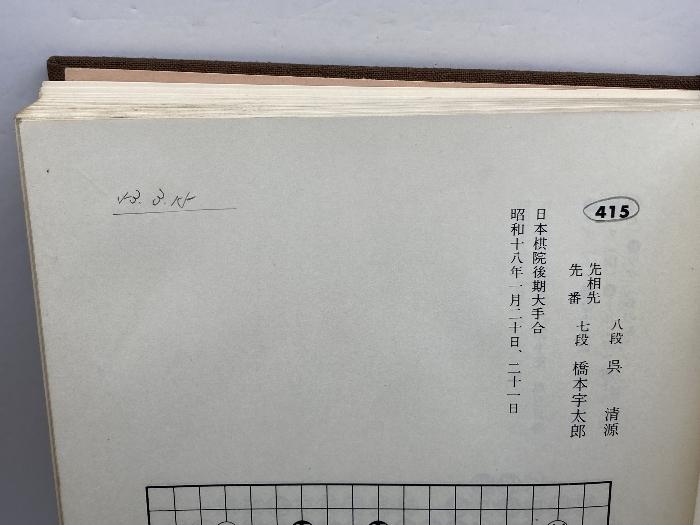 415
先相先 八段 呉 清源
先番 七段 橋本宇太郎
日本棋院後期大手合
昭和十八年一月二十日、二十一日